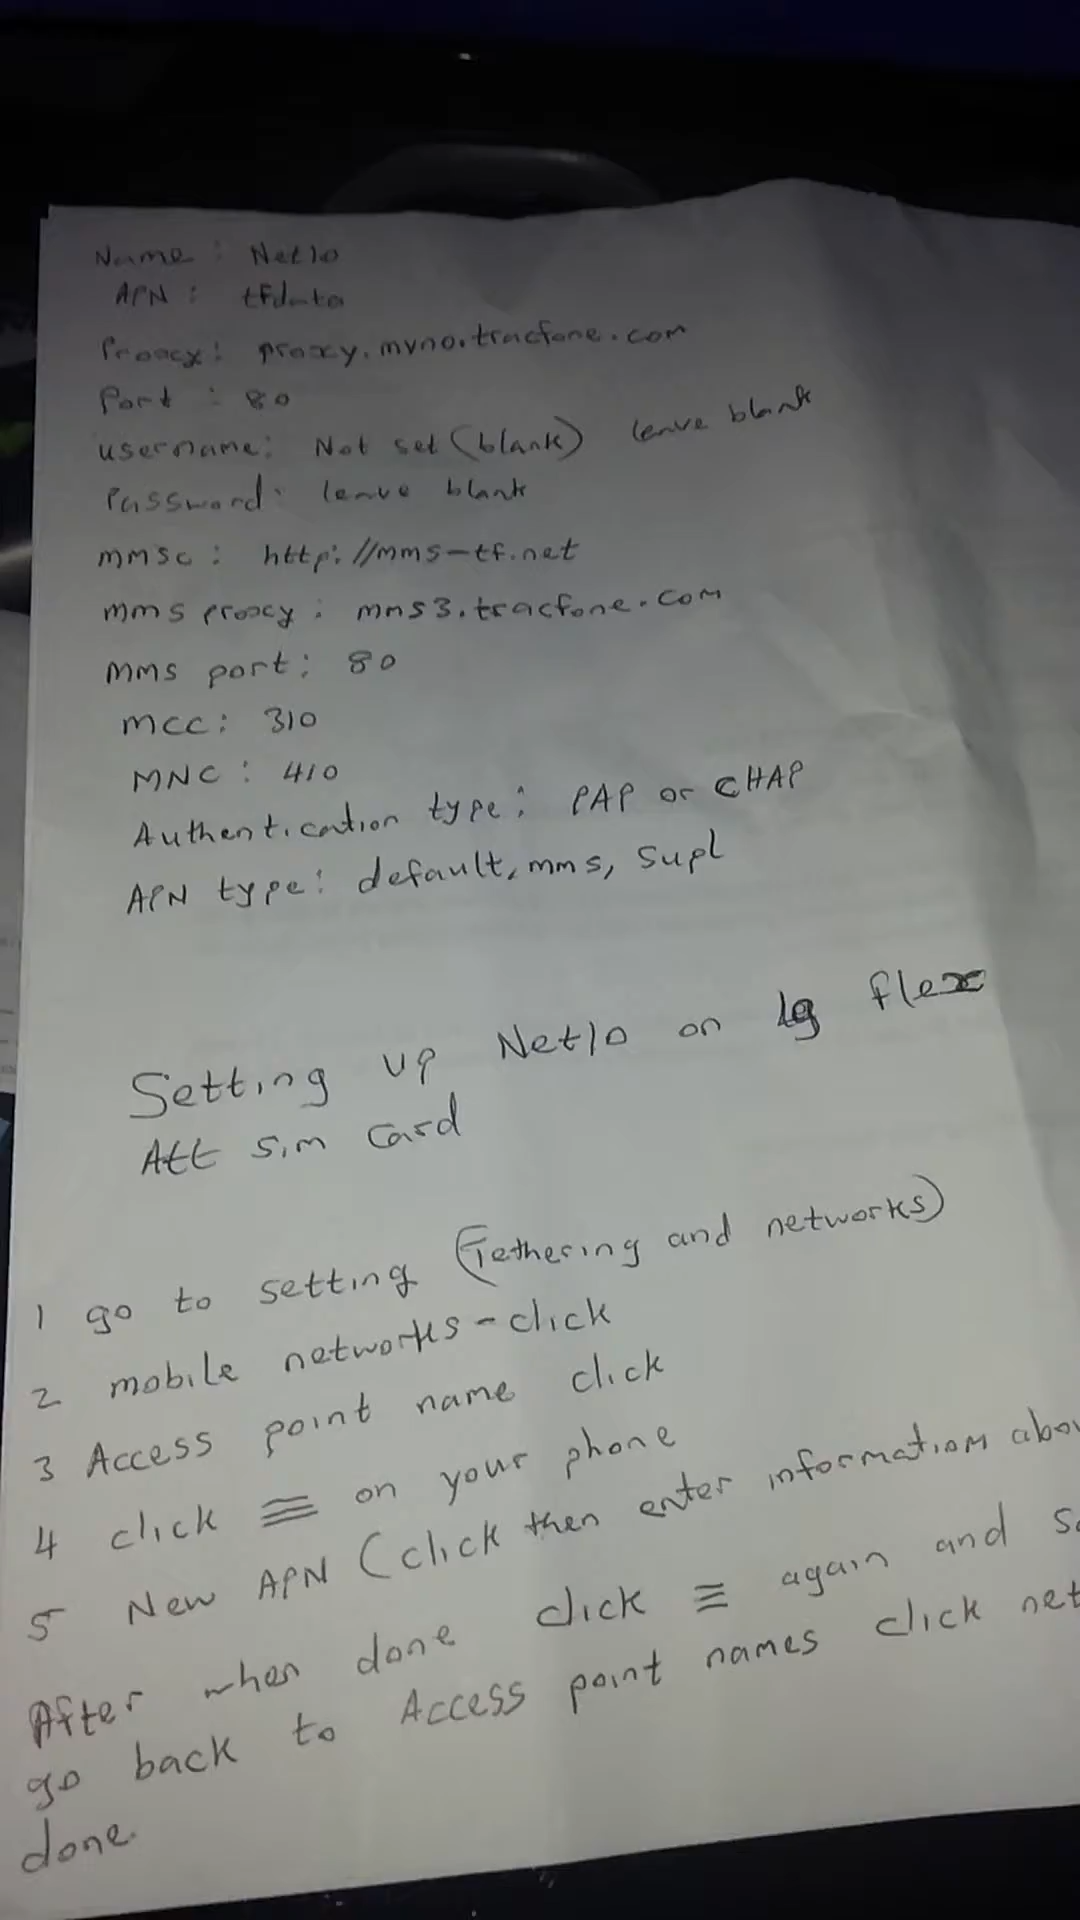 Name : Net10
APN : tfdata
Proxy: proxy.mvno.tracfone.com
Port : 80
username: Not set (blank) leave blank
Password: leave blank
mmsc: http://mms-tf.net
mms proxy: mms3.tracfone.com
mms port: 80
mcc: 310
MNC: 410
Authentication type: PAP or CHAP
APN type: default, mms, supl
Setting up Net10 on lg flex
Att sim card
1 go to setting (Tethering and networks)
2 mobile networks-click
3 Access point name click
4 click ≡ on your phone
5 New APN (click then enter information abov
After when done click ≡ again and sa
go back to Access point names click net
done.